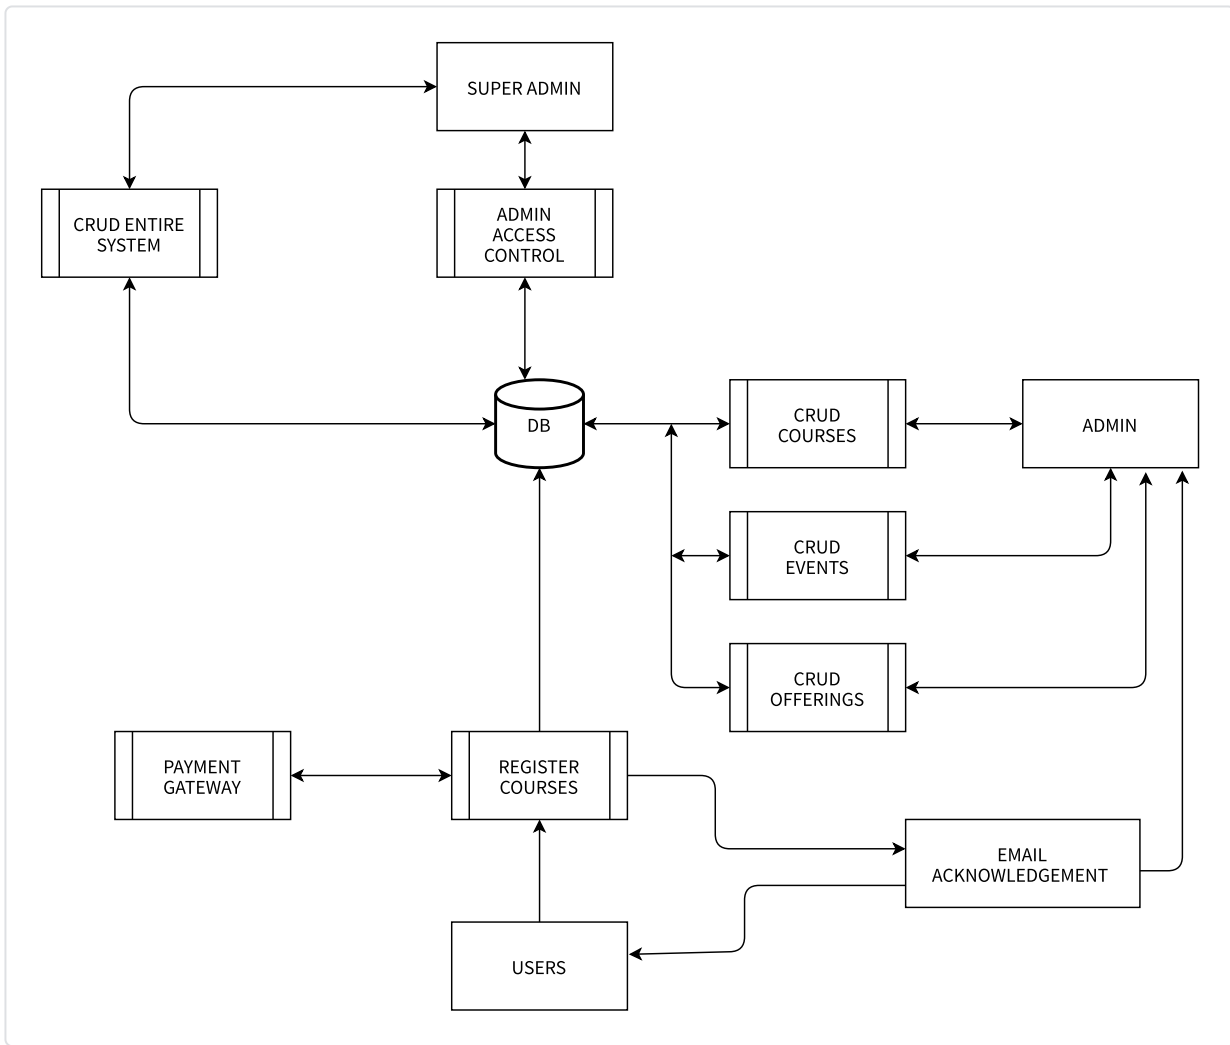 SUPER ADMIN
CRUD ENTIRE
SYSTEM
ADMIN
ACCESS
CONTROL
DB
CRUD
COURSES
ADMIN
CRUD
EVENTS
CRUD
OFFERINGS
PAYMENT
GATEWAY
REGISTER
COURSES
EMAIL
ACKNOWLEDGEMENT
USERS